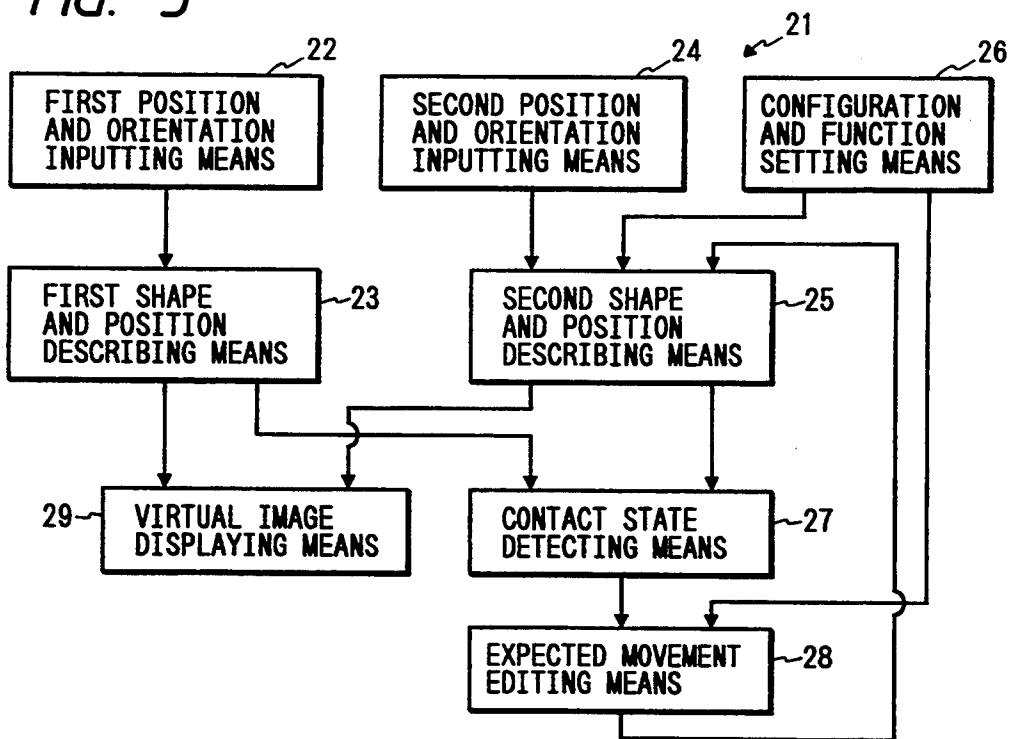 FIG. 5
21
22
24
26
FIRST POSITION
AND ORIENTATION
INPUTTING MEANS
SECOND POSITION
AND ORIENTATION
INPUTTING MEANS
CONFIGURATION
AND FUNCTION
SETTING MEANS
FIRST SHAPE
AND POSITION
DESCRIBING MEANS
23
SECOND SHAPE
AND POSITION
DESCRIBING MEANS
25
29
VIRTUAL IMAGE
DISPLAYING MEANS
CONTACT STATE
DETECTING MEANS
27
EXPECTED MOVEMENT
EDITING MEANS
28